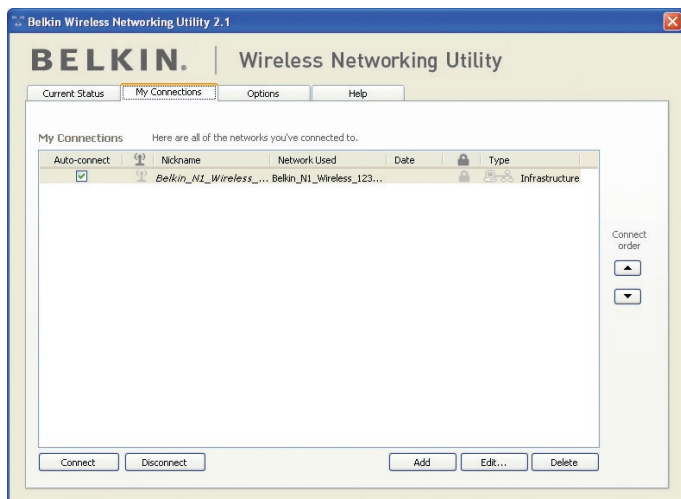 Belkin Wireless Networking Utility 2.1
BELKIN. | Wireless Networking Utility
Current Status My Connections Options Help
My Connections Here are all of the networks you've connected to.
Auto-connect Nickname Network Used Date Type
Belkin_N1_Wireless_... Belkin_N1_Wireless_123... Infrastructure
Connect
order
Connect Disconnect Add Edit... Delete